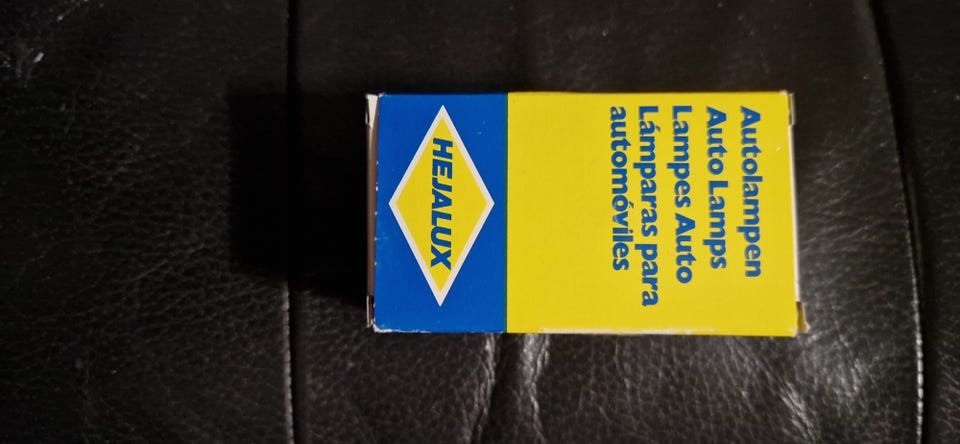 Autolampen
Auto Lamps
Lampes Auto
Lámparas para
automóviles
HEJALUX